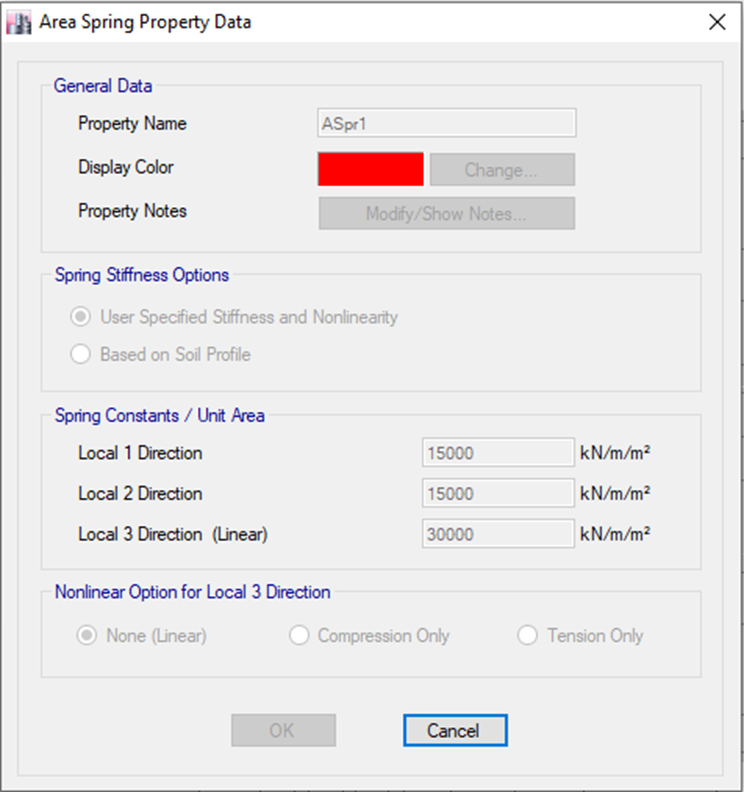 Area Spring Property Data
General Data
Property Name ASpr1
Display Color Change...
Property Notes Modify/Show Notes...
Spring Stiffness Options
User Specified Stiffness and Nonlinearity
Based on Soil Profile
Spring Constants / Unit Area
Local 1 Direction 15000 kN/m/m²
Local 2 Direction 15000 kN/m/m²
Local 3 Direction (Linear) 30000 kN/m/m²
Nonlinear Option for Local 3 Direction
None (Linear) Compression Only Tension Only
OK Cancel